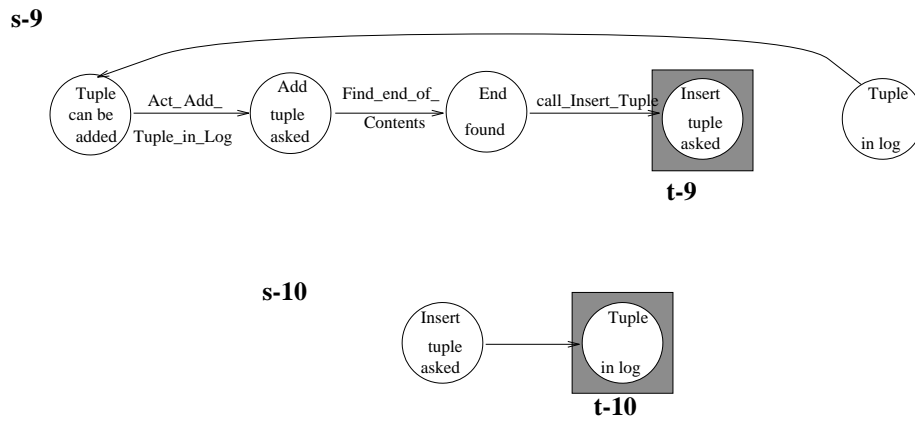 s-9
Tuple
can be
added
Act_Add_
Tuple_in_Log
Add
tuple
asked
Find_end_of_
Contents
End
found
call_Insert_Tuple
Insert
tuple
asked
t-9
Tuple
in log
s-10
Insert
tuple
asked
Tuple
in log
t-10